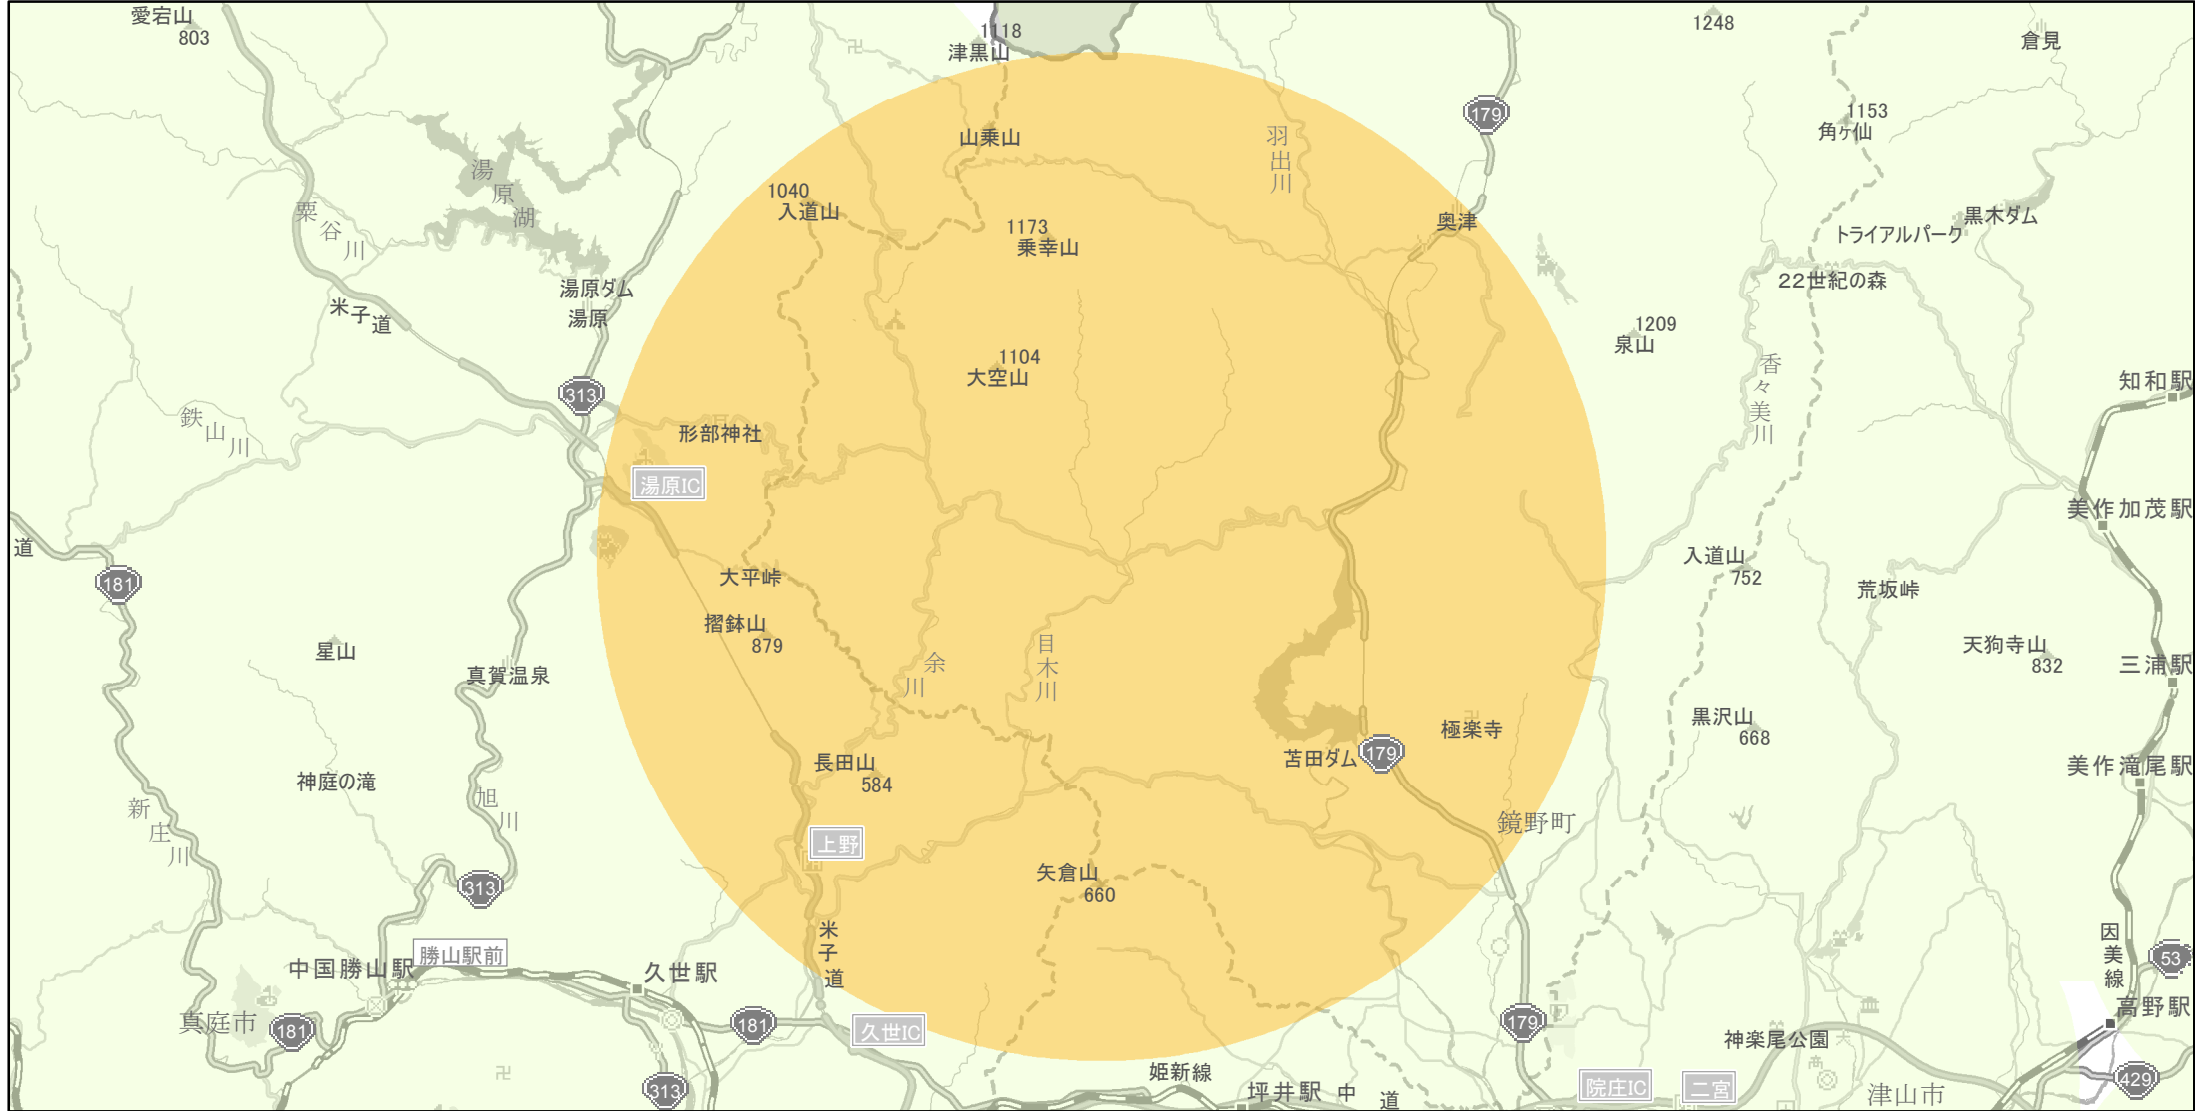 愛宕山
803
1118
津黒山
1248
倉見
179
1153
角ヶ仙
山乗山
羽出川
湯原湖
粟谷川
1040
入道山
1173
乗幸山
奥津
黒木ダム
トライアルパーク
22世紀の森
湯原ダム
湯原
米子道
1209
泉山
1104
大空山
香々美川
知和駅
313
鉄山川
形部神社
湯原IC
美作加茂駅
道
181
大平峠
入道山
752
荒坂峠
摺鉢山
879
星山
真賀温泉
余川
目木川
天狗寺山
832
三浦駅
黒沢山
668
極楽寺
苫田ダム
179
長田山
584
美作滝尾駅
神庭の滝
旭川
新庄川
鏡野町
上野
矢倉山
660
313
米子道
因美線
53
勝山駅前
中国勝山駅
久世駅
真庭市
181
181
久世IC
179
高野駅
神楽尾公園
姫新線
313
坪井駅
中
道
院庄IC
二宮
津山市
429